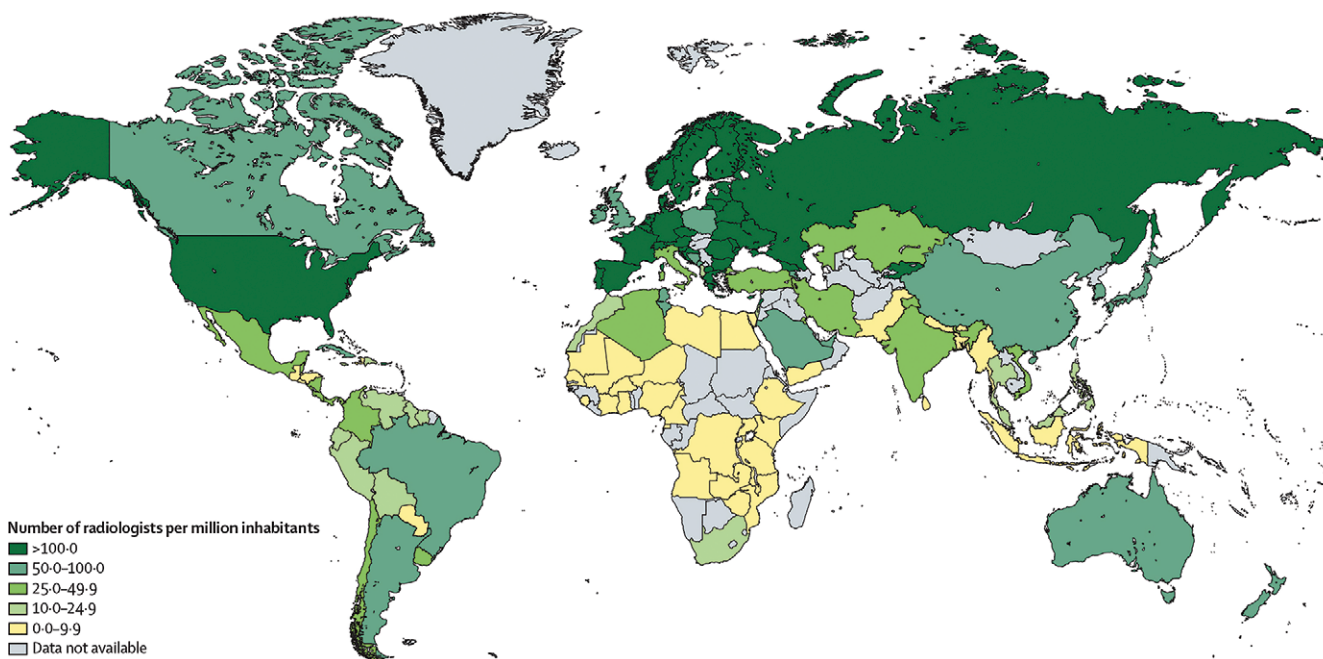 Number of radiologists per million inhabitants
>100·0
50·0–100·0
25·0–49·9
10·0–24·9
0·0–9·9
Data not available